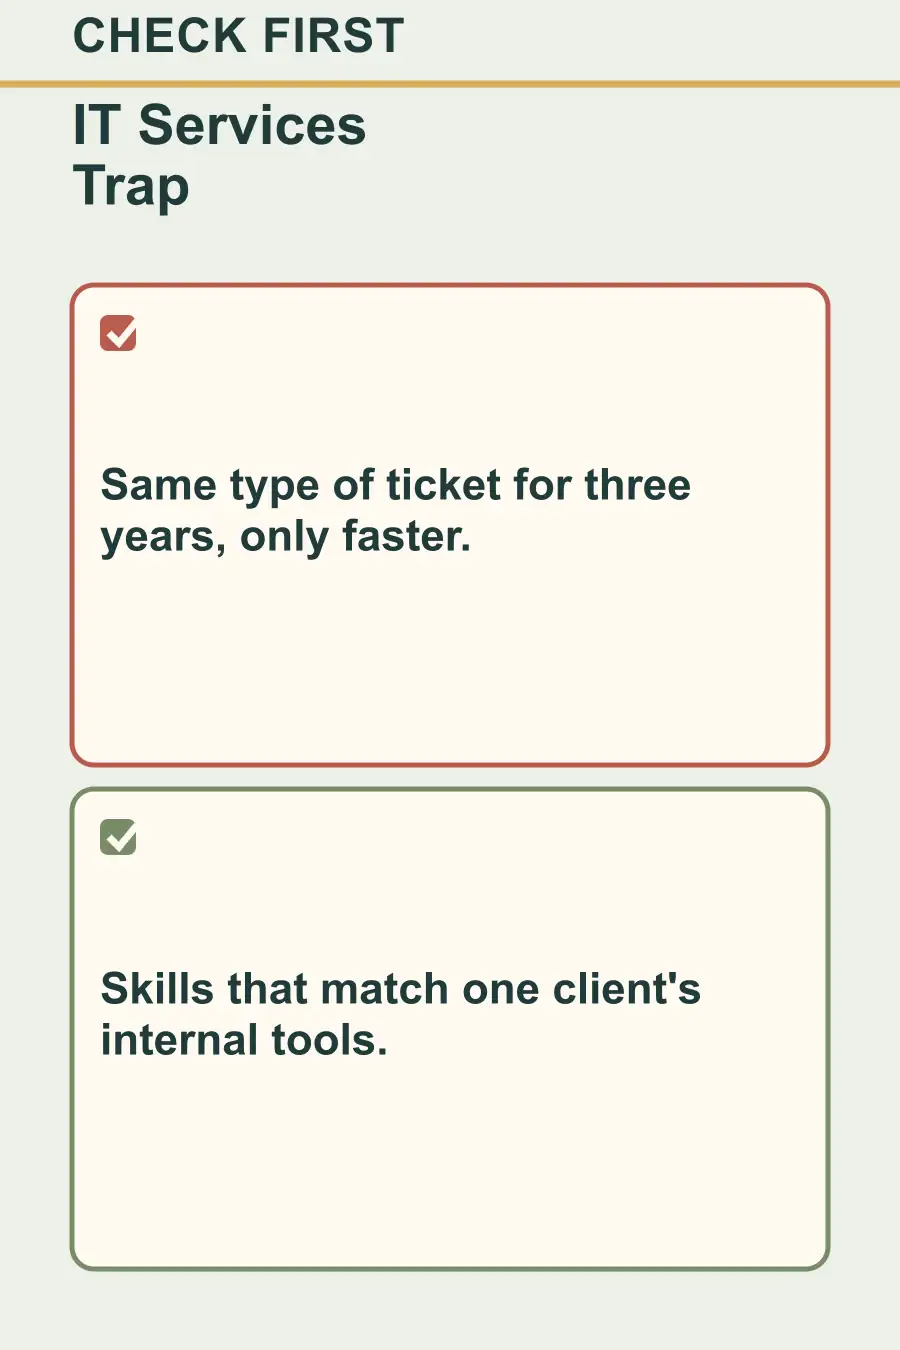 CHECK FIRST
IT Services
Trap
Same type of ticket for three
years, only faster.
Skills that match one client's
internal tools.